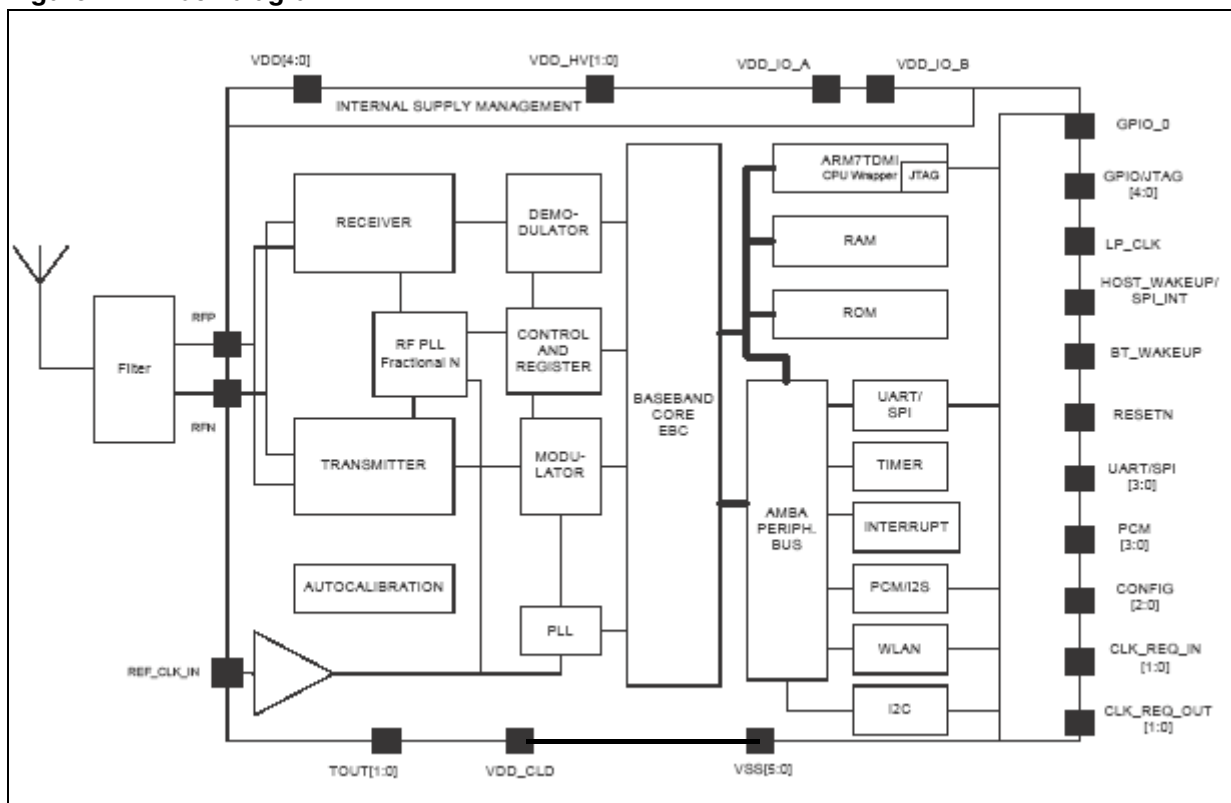 VDD[4:0]
VDD_HV[1:0]
VDD_IO_A
VDD_IO_B
INTERNAL SUPPLY MANAGEMENT
GPIO_0
ARM7TDMI
CPU Wrapper
JTAG
GPIO/JTAG
[4:0]
RECEIVER
DEMO-
DULATOR
RAM
LP_CLK
HOST_WAKEUP/
SPI_INT
ROM
RFP
RF PLL
Fractional N
CONTROL
AND
REGISTER
BT_WAKEUP
Filter
BASEBAND
CORE
EBC
UART/
SPI
RESETN
RFN
TRANSMITTER
MODU-
LATOR
TIMER
UART/SPI
[3:0]
AMBA
PERIPH.
BUS
INTERRUPT
PCM
[3:0]
AUTOCALIBRATION
PCM/I2S
CONFIG
[2:0]
PLL
WLAN
CLK_REQ_IN
[1:0]
REF_CLK_IN
I2C
CLK_REQ_OUT
[1:0]
TOUT[1:0]
VDD_CLD
VSS[5:0]